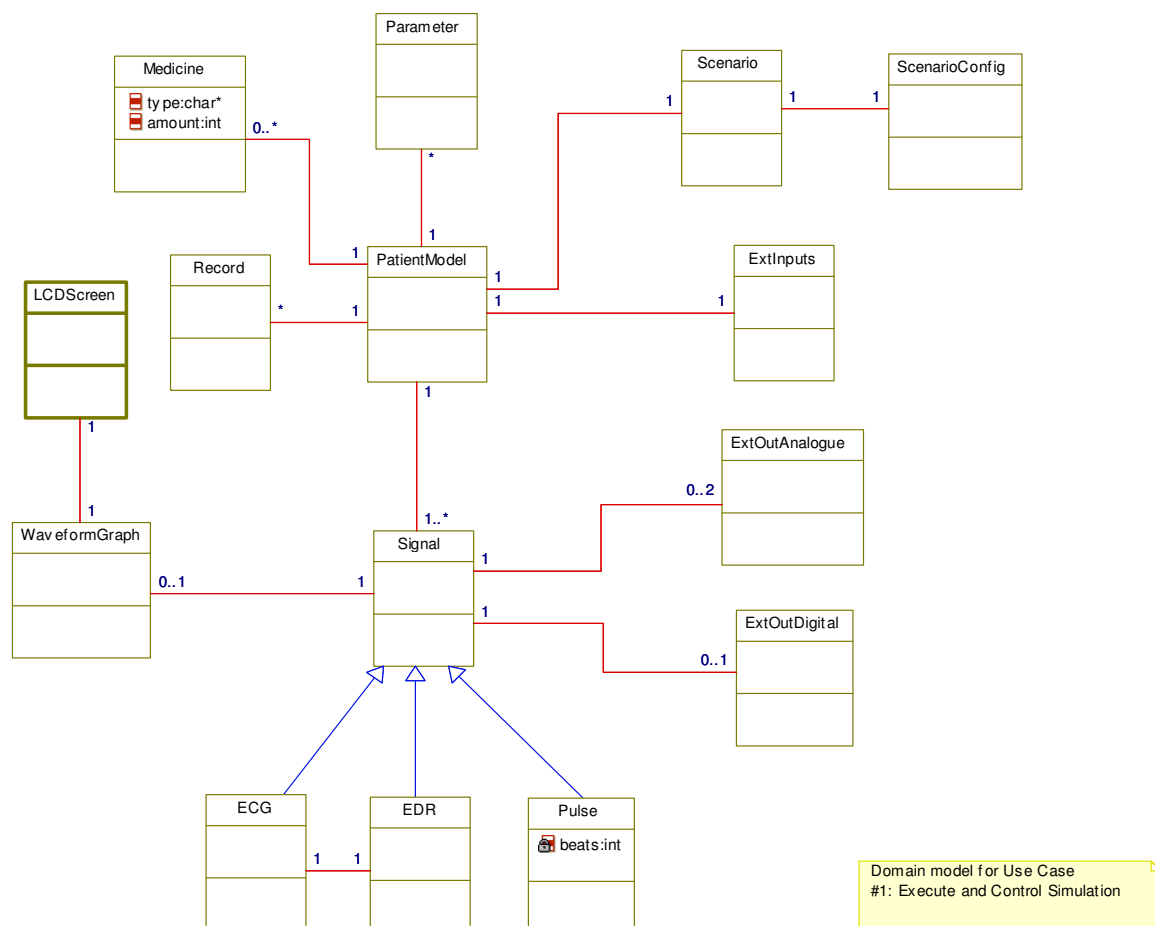 Parameter
Medicine
type:char*
amount:int
0..*
*
1
Scenario
1
1
1
ScenarioConfig
1
PatientModel
1
1
1
Record
*
1
ExtInputs
1
LCDScreen
1
1
WaveformGraph
0..1
1
1
1..*
Signal
1
1
ExtOutAnalogue
0..2
ExtOutDigital
0..1
ECG
1
1
EDR
Pulse
beats:int
Domain model for Use Case
#1: Execute and Control Simulation